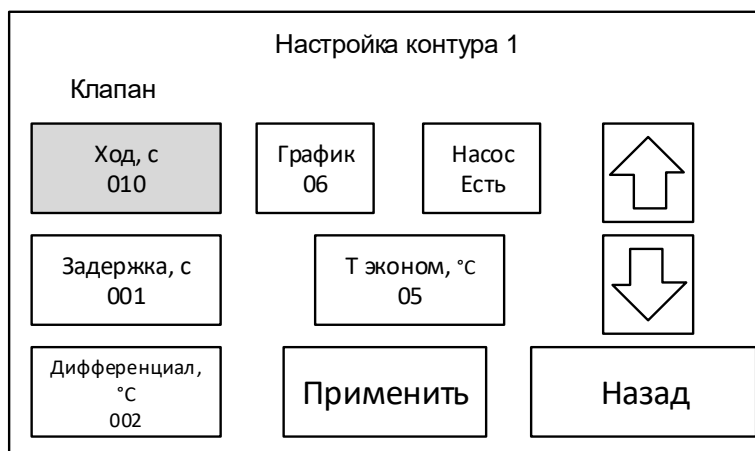 Настройка контура 1
Клапан
Ход, с
010
График
06
Насос
Есть
Задержка, с
001
Т эконом, °С
05
Дифференциал,
°С
002
Применить
Назад